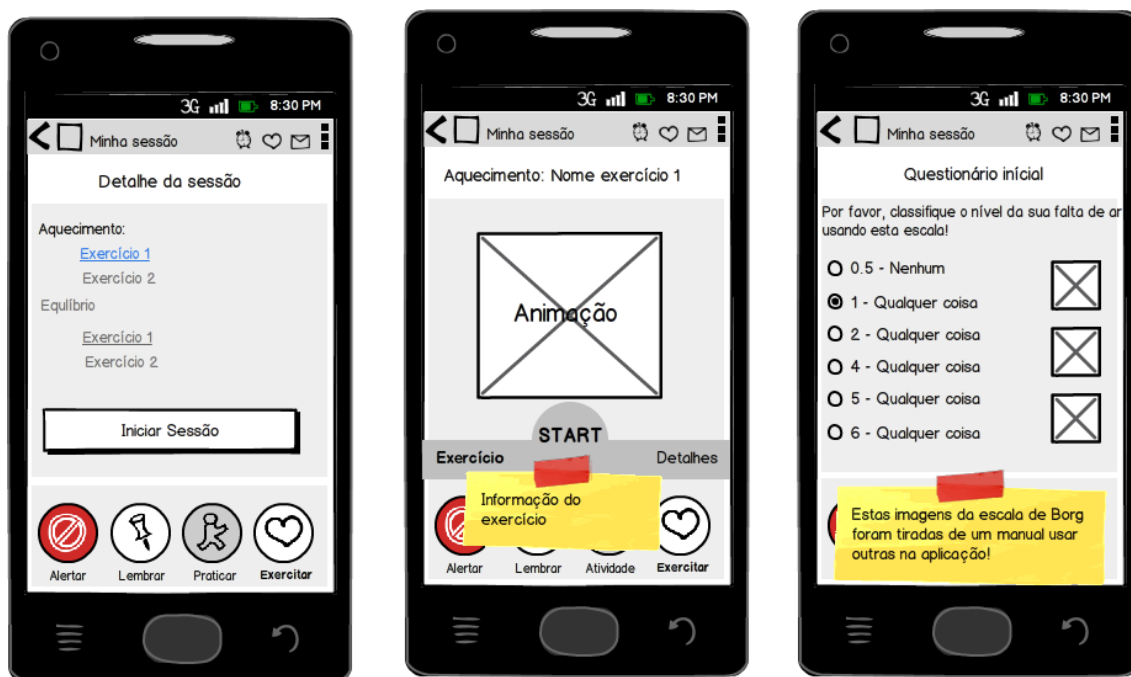 3G 8:30 PM
Minha sessão
Detalhe da sessão
Aquecimento:
Exercício 1
Exercício 2
Equlíbrio
Exercício 1
Exercício 2
Iniciar Sessão
Alertar Lembrar Praticar Exercitar
3G 8:30 PM
Minha sessão
Aquecimento: Nome exercício 1
Animação
START
Exercício Detalhes
Informação do
exercício
Alertar Lembrar Atividade Exercitar
3G 8:30 PM
Minha sessão
Questionário inícial
Por favor, classifique o nível da sua falta de ar
usando esta escala!
0.5 - Nenhum
1 - Qualquer coisa
2 - Qualquer coisa
4 - Qualquer coisa
5 - Qualquer coisa
6 - Qualquer coisa
Estas imagens da escala de Borg
foram tiradas de um manual usar
outras na aplicação!